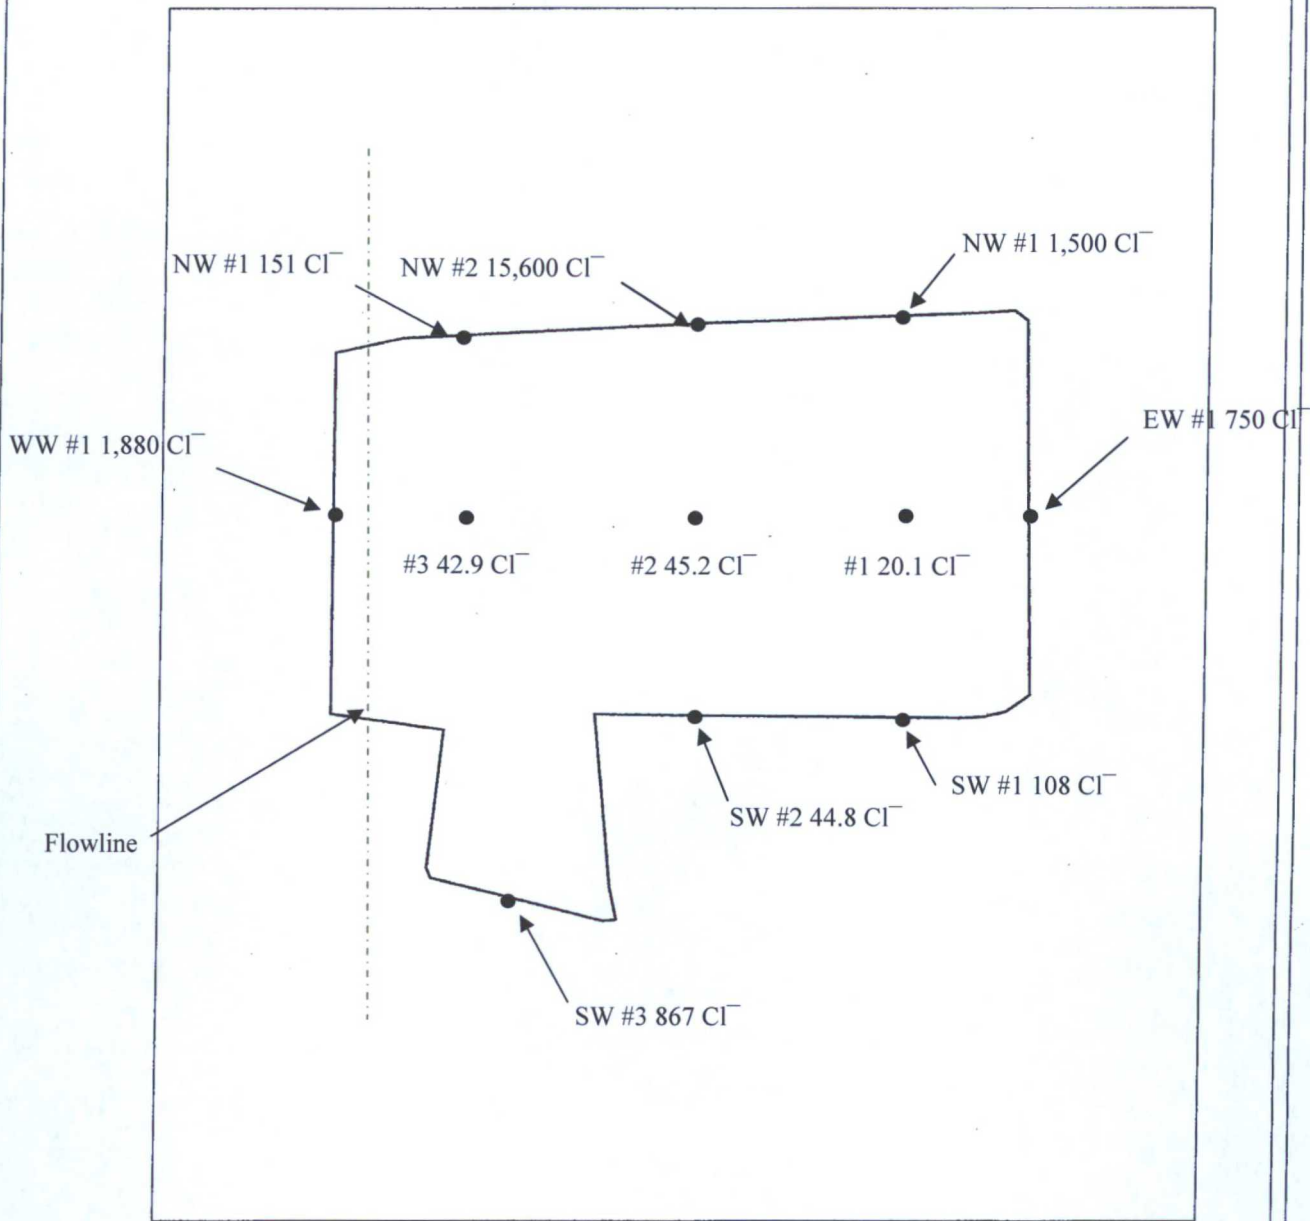 NW #1 1,500 Cl⁻
NW #1 151 Cl⁻
NW #2 15,600 Cl⁻
EW #1 750 Cl⁻
WW #1 1,880 Cl⁻
#3 42.9 Cl⁻
#2 45.2 Cl⁻
#1 20.1 Cl⁻
SW #1 108 Cl⁻
SW #2 44.8 Cl⁻
Flowline
SW #3 867 Cl⁻